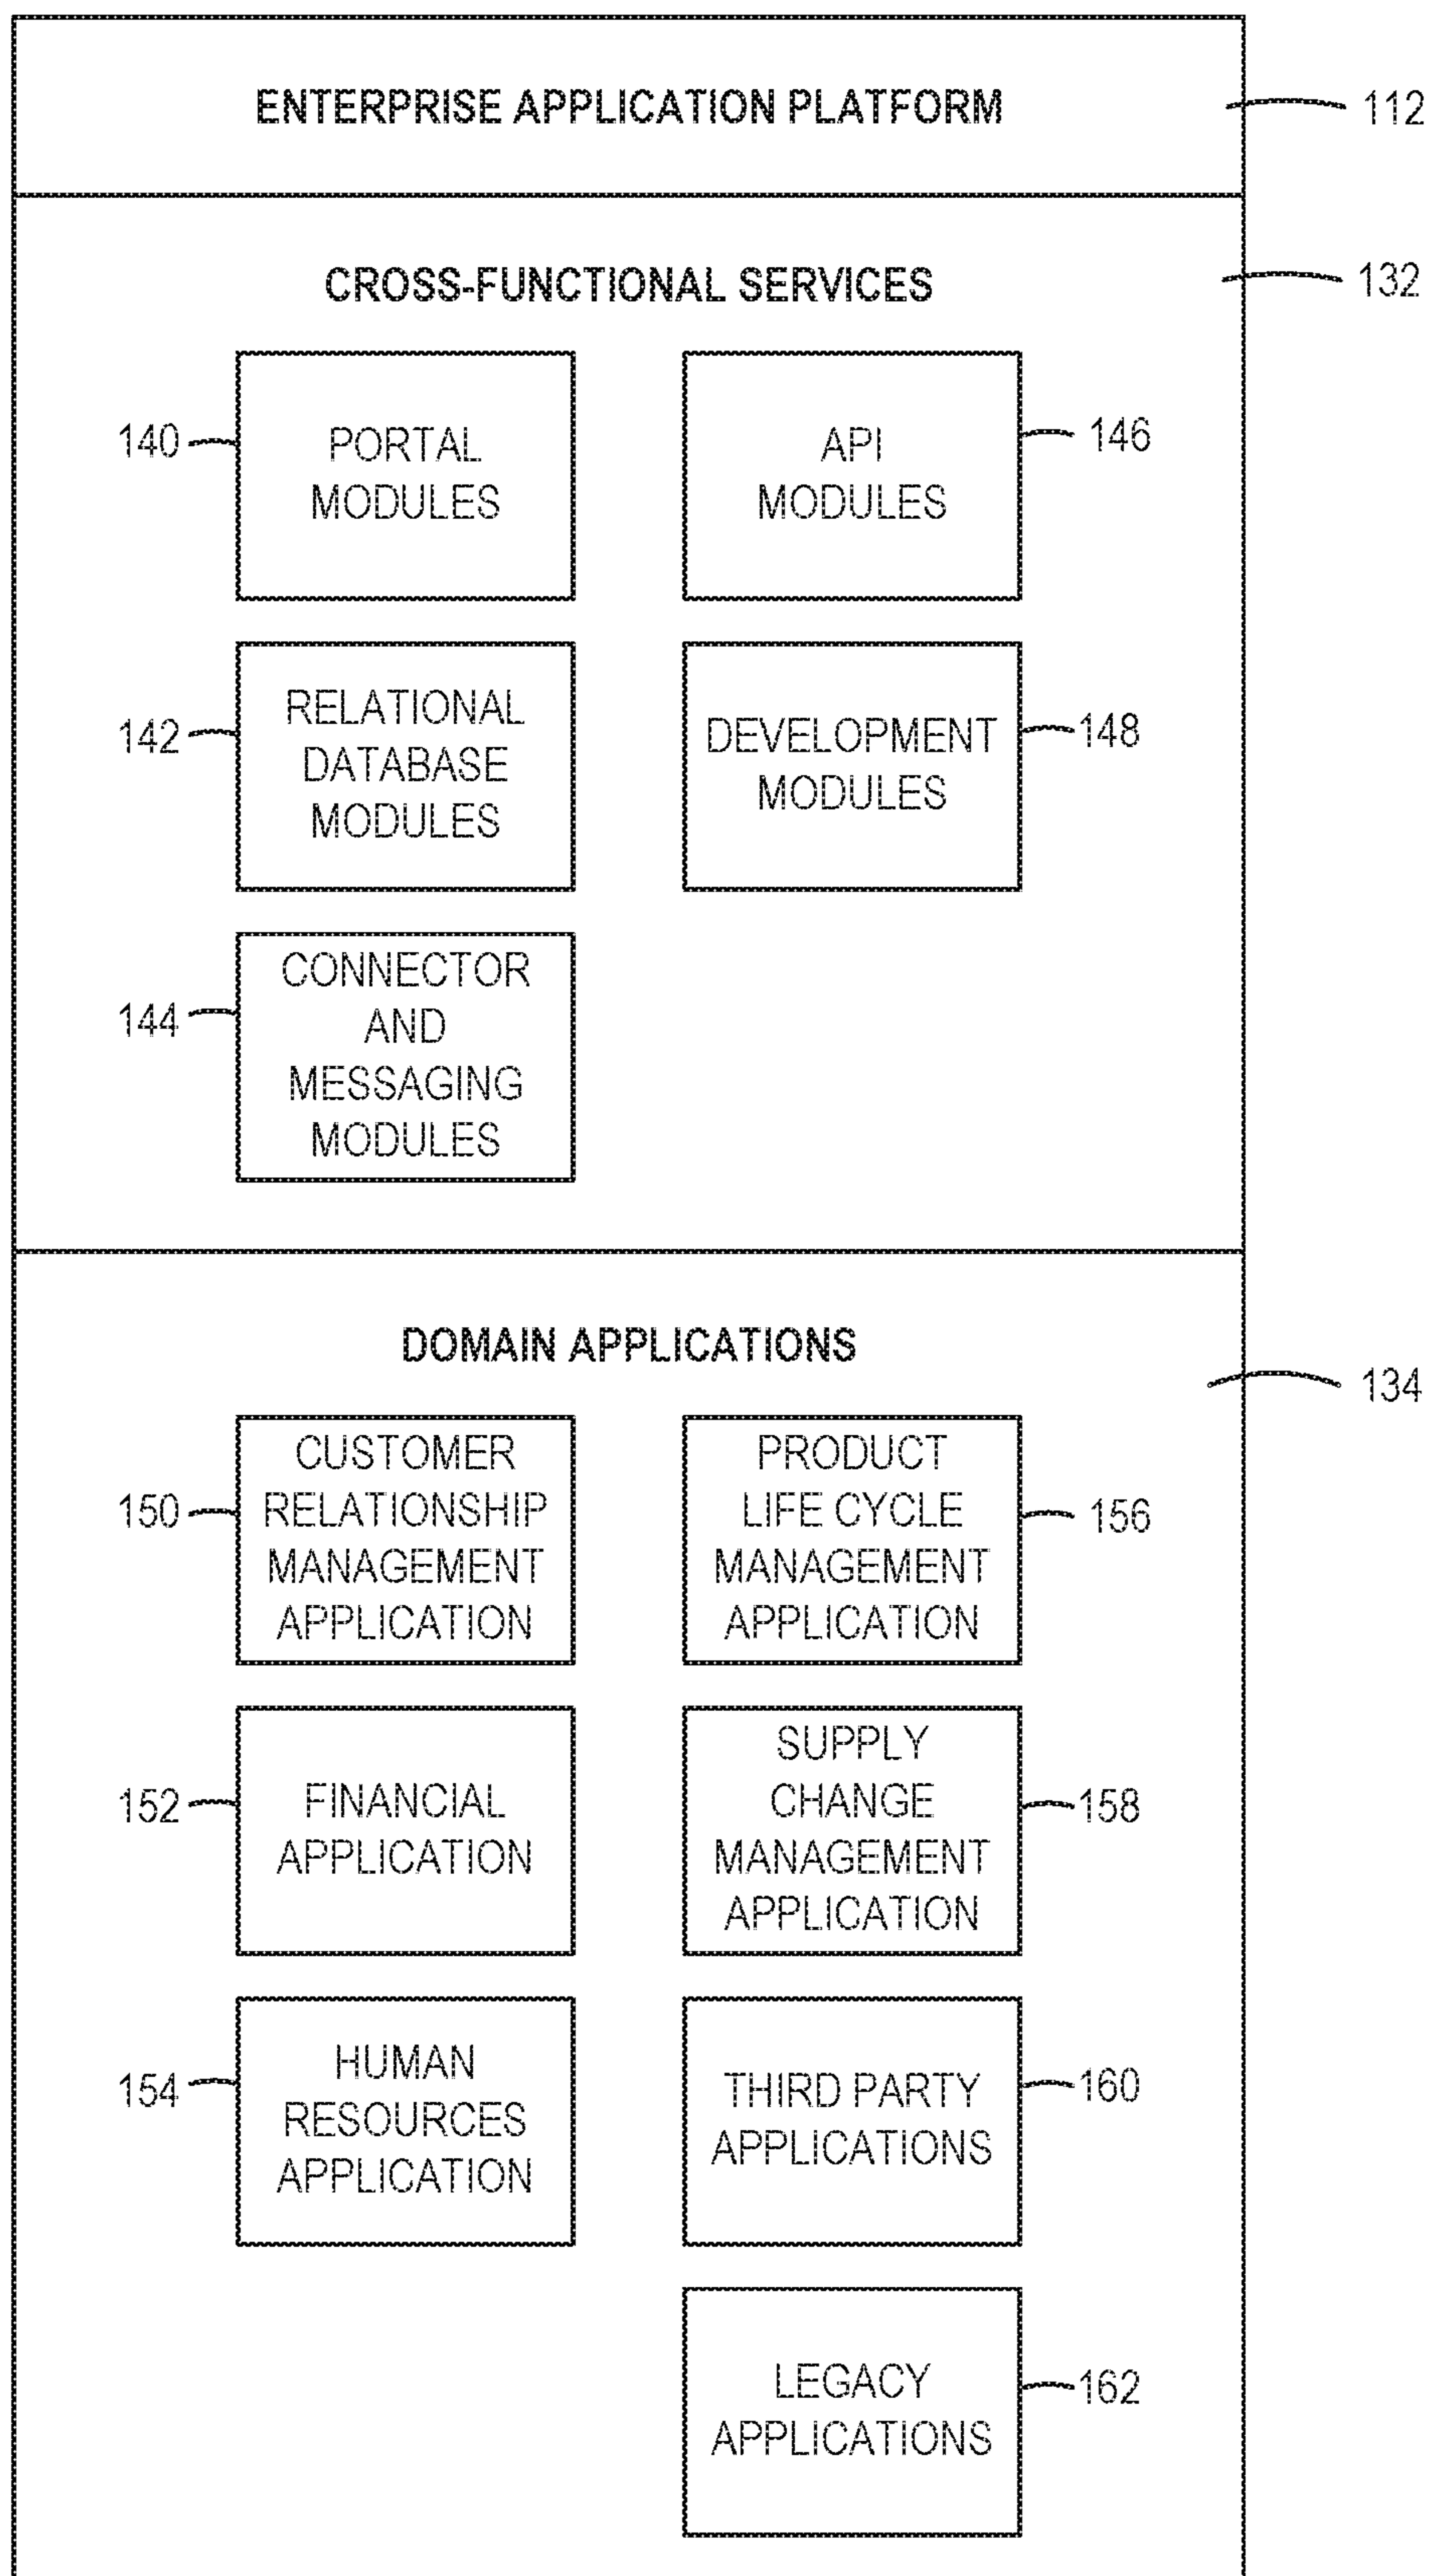 ENTERPRISE APPLICATION PLATFORM
112
CROSS-FUNCTIONAL SERVICES
132
140
PORTAL
MODULES
API
MODULES
146
142
RELATIONAL
DATABASE
MODULES
DEVELOPMENT
MODULES
148
144
CONNECTOR
AND
MESSAGING
MODULES
DOMAIN APPLICATIONS
134
150
CUSTOMER
RELATIONSHIP
MANAGEMENT
APPLICATION
PRODUCT
LIFE CYCLE
MANAGEMENT
APPLICATION
156
152
FINANCIAL
APPLICATION
SUPPLY
CHANGE
MANAGEMENT
APPLICATION
158
154
HUMAN
RESOURCES
APPLICATION
THIRD PARTY
APPLICATIONS
160
LEGACY
APPLICATIONS
162